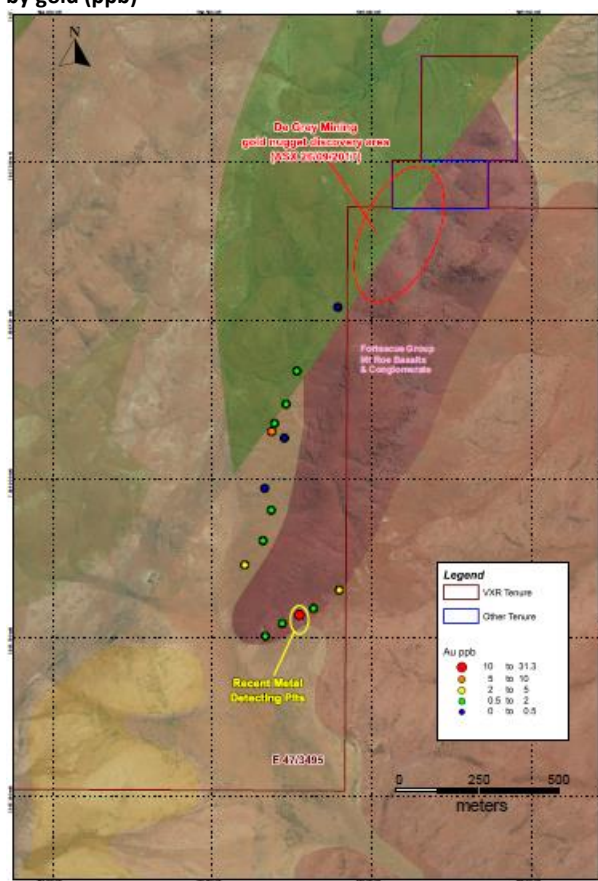 by gold (ppb)
N
De Grey Mining
gold nugget discovery area
(ASX 26/09/2017)
Fortescue Group
Mt Roe Basalts
& Conglomerate
Legend
VXR Tenure
Other Tenure
Au ppb
10 to 31.3
5 to 10
2 to 5
0.5 to 2
0 to 0.5
Recent Metal
Detecting Pits
E 47/3495
0 250 500
meters